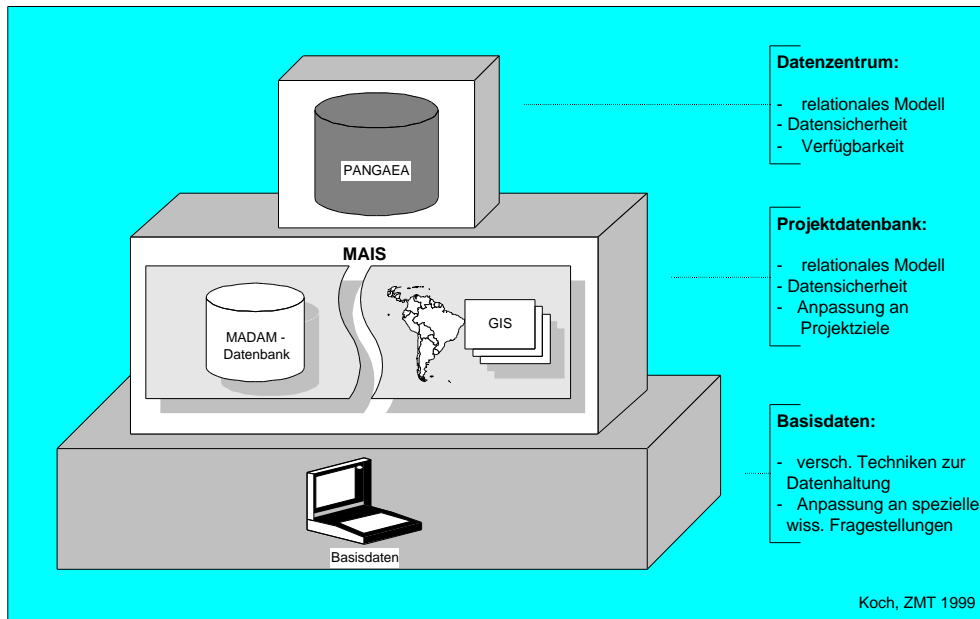 PANGAEA
MAIS
MADAM -
Datenbank
GIS
Basisdaten
Datenzentrum:
- relationales Modell
- Datensicherheit
- Verfügbarkeit
Projektdatenbank:
- relationales Modell
- Datensicherheit
- Anpassung an
Projektziele
Basisdaten:
- versch. Techniken zur
Datenhaltung
- Anpassung an spezielle
wiss. Fragestellungen
Koch, ZMT 1999